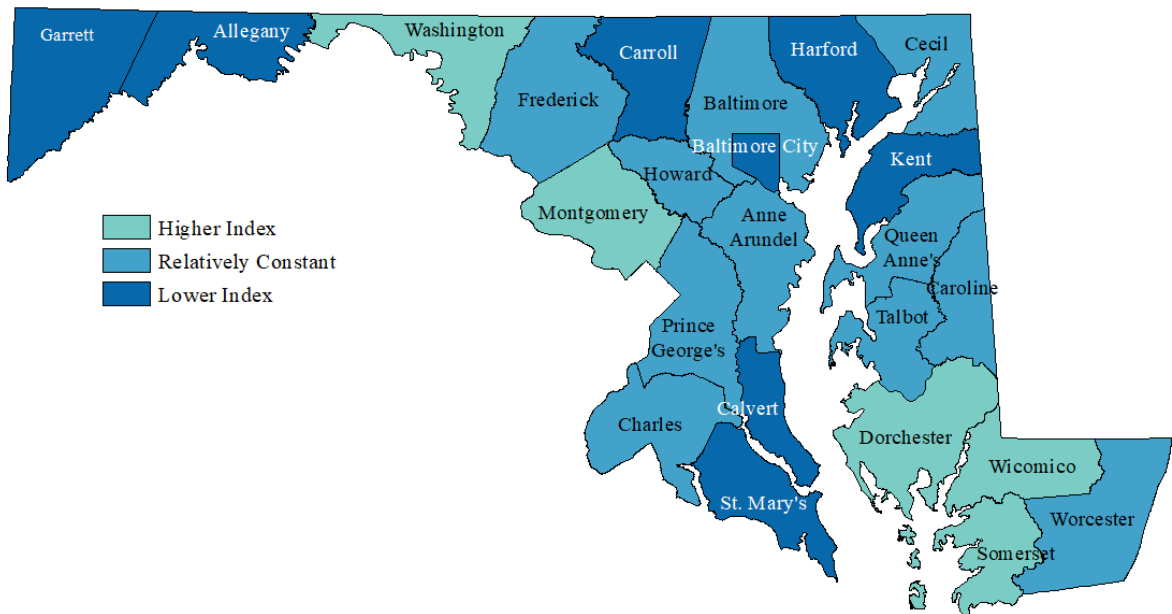 Garrett
Allegany
Washington
Frederick
Carroll
Baltimore
Harford
Cecil
Baltimore City
Howard
Kent
Montgomery
Anne
Arundel
Queen
Anne's
Caroline
Talbot
Higher Index
Relatively Constant
Lower Index
Prince
George's
Calvert
Charles
Dorchester
St. Mary's
Wicomico
Worcester
Somerset